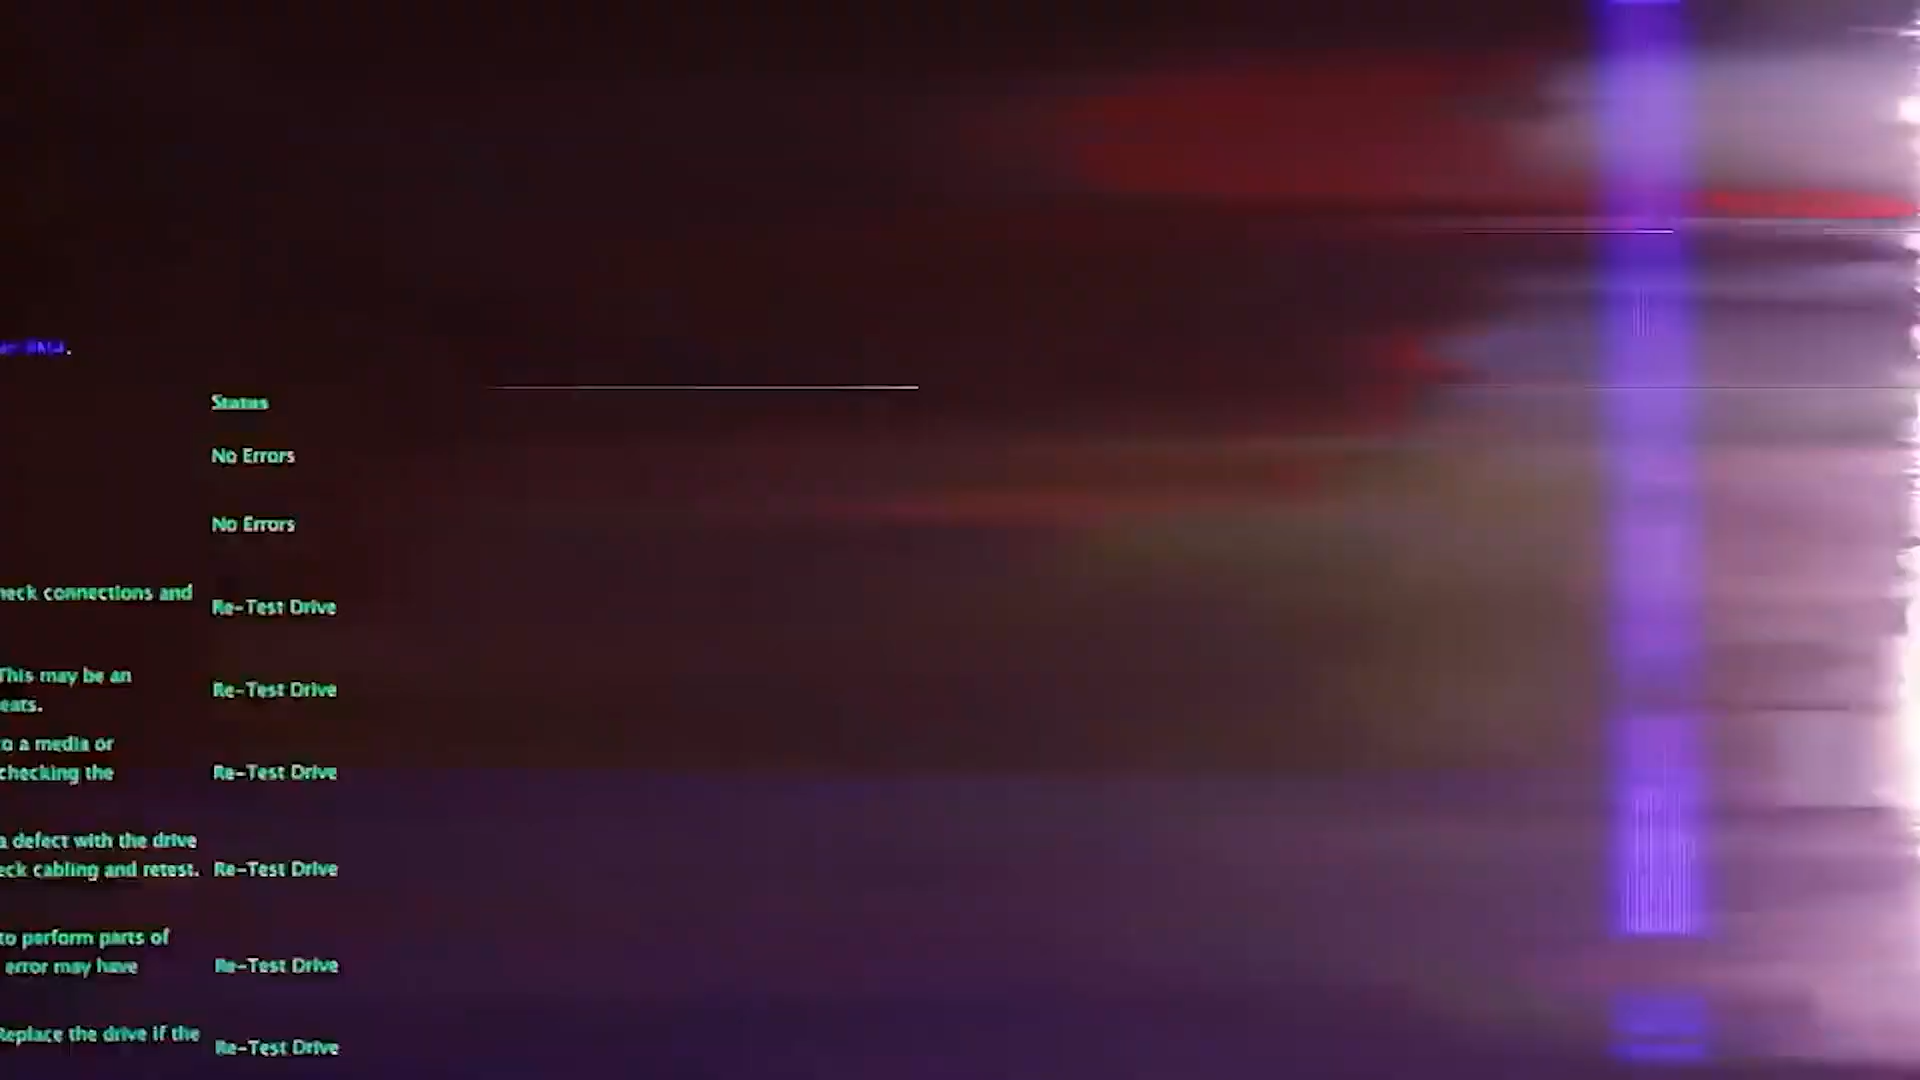 Status
No Errors
No Errors
heck connections and
Re-Test Drive
This may be an
Re-Test Drive
eats.
o a media or
checking the
Re-Test Drive
a defect with the drive
eck cabling and retest.
Re-Test Drive
to perform parts of
error may have
Re-Test Drive
Replace the drive if the
Re-Test Drive